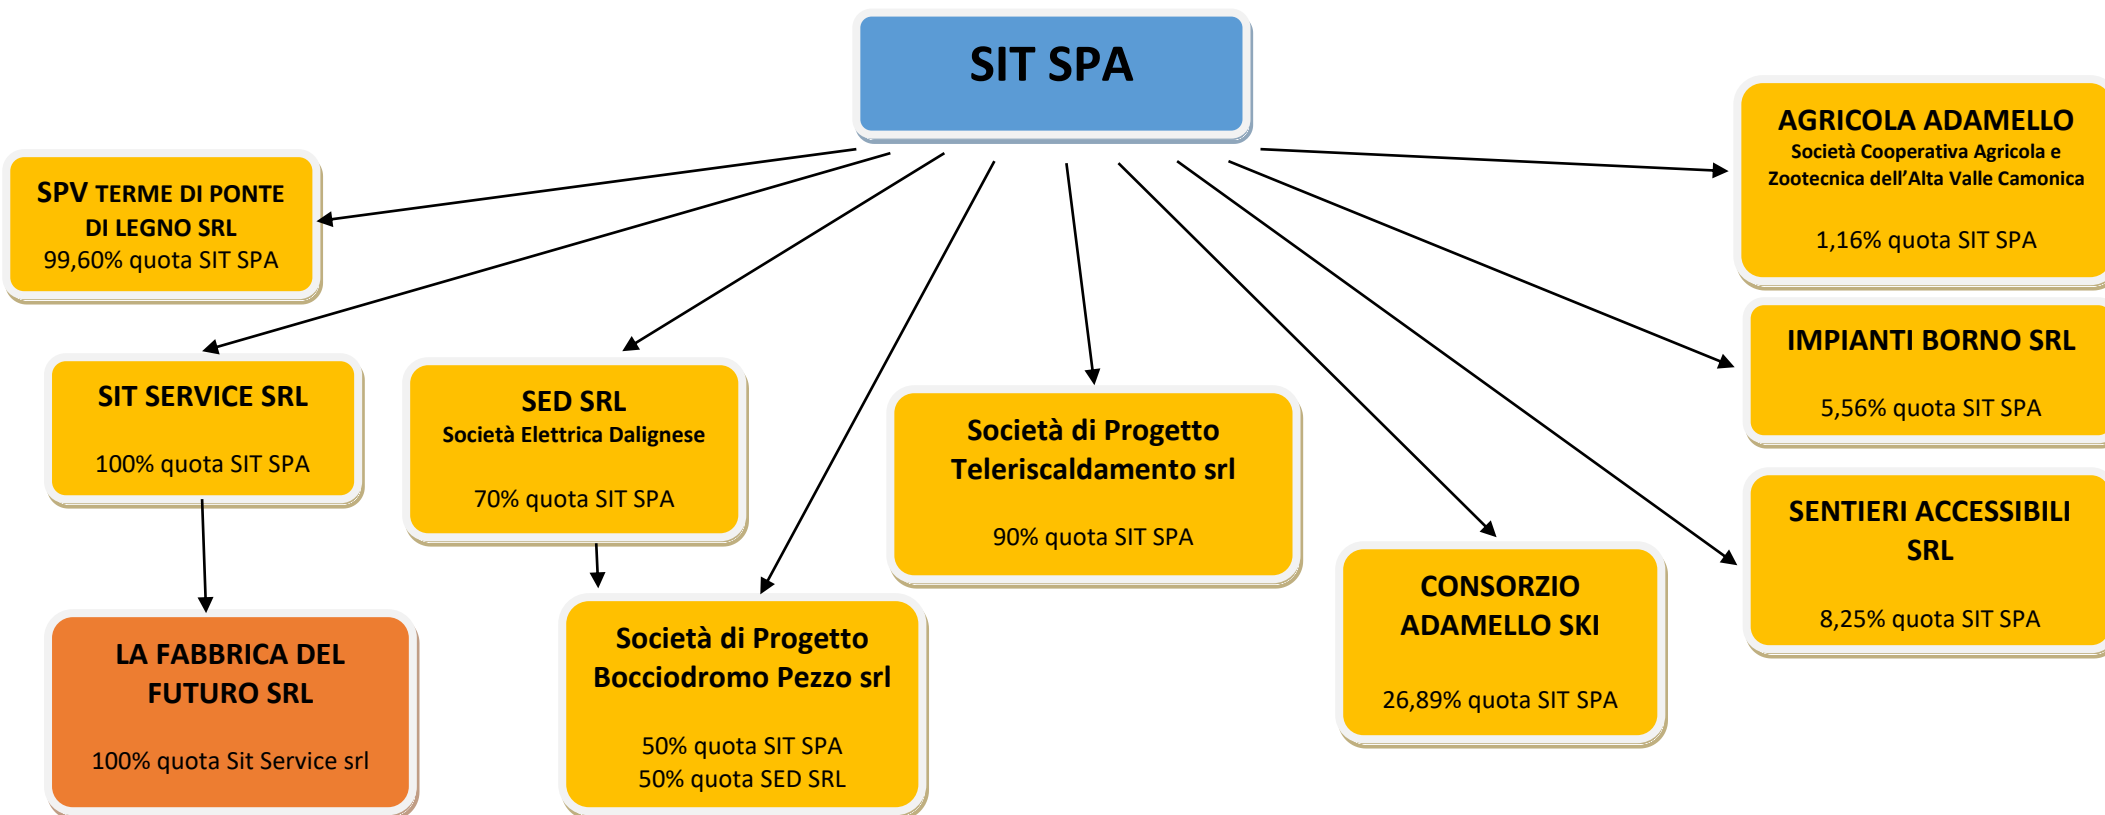 SIT SPA
SPV TERME DI PONTE
DI LEGNO SRL
99,60% quota SIT SPA
AGRICOLA ADAMELLO
Società Cooperativa Agricola e
Zootecnica dell’Alta Valle Camonica
1,16% quota SIT SPA
SIT SERVICE SRL
100% quota SIT SPA
SED SRL
Società Elettrica Dalignese
70% quota SIT SPA
Società di Progetto
Teleriscaldamento srl
90% quota SIT SPA
IMPIANTI BORNO SRL
5,56% quota SIT SPA
SENTIERI ACCESSIBILI
SRL
8,25% quota SIT SPA
LA FABBRICA DEL
FUTURO SRL
100% quota Sit Service srl
Società di Progetto
Bocciodromo Pezzo srl
50% quota SIT SPA
50% quota SED SRL
CONSORZIO
ADAMELLO SKI
26,89% quota SIT SPA